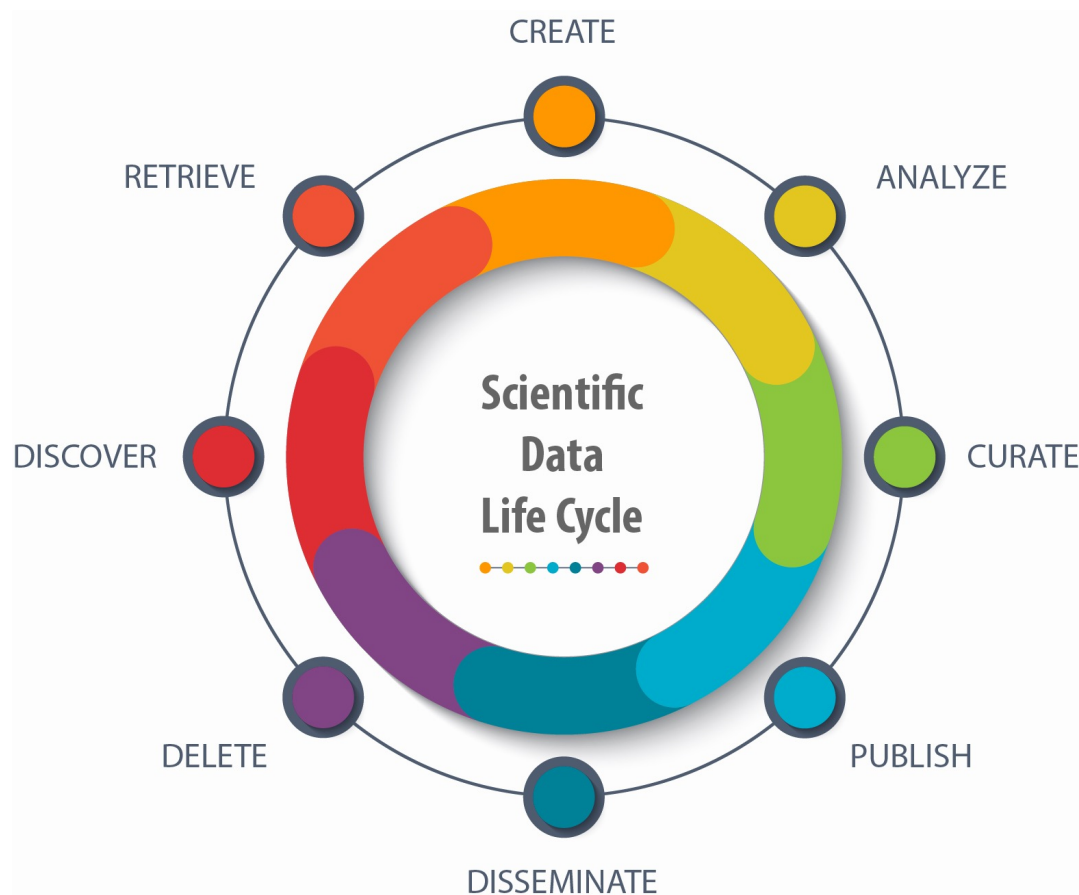 CREATE
RETRIEVE
ANALYZE
Scientific
Data
Life Cycle
DISCOVER
CURATE
DELETE
PUBLISH
DISSEMINATE